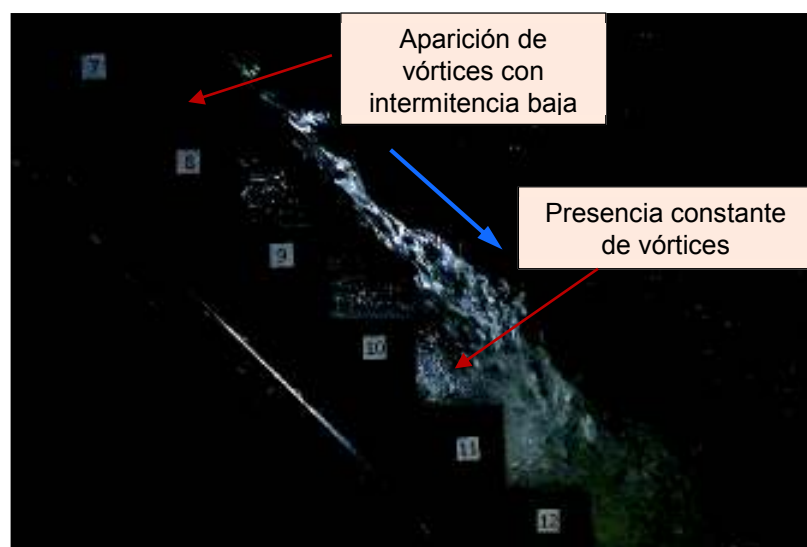 Aparición de
vórtices con
intermitencia baja
7
8
Presencia constante
de vórtices
9
10
11
12